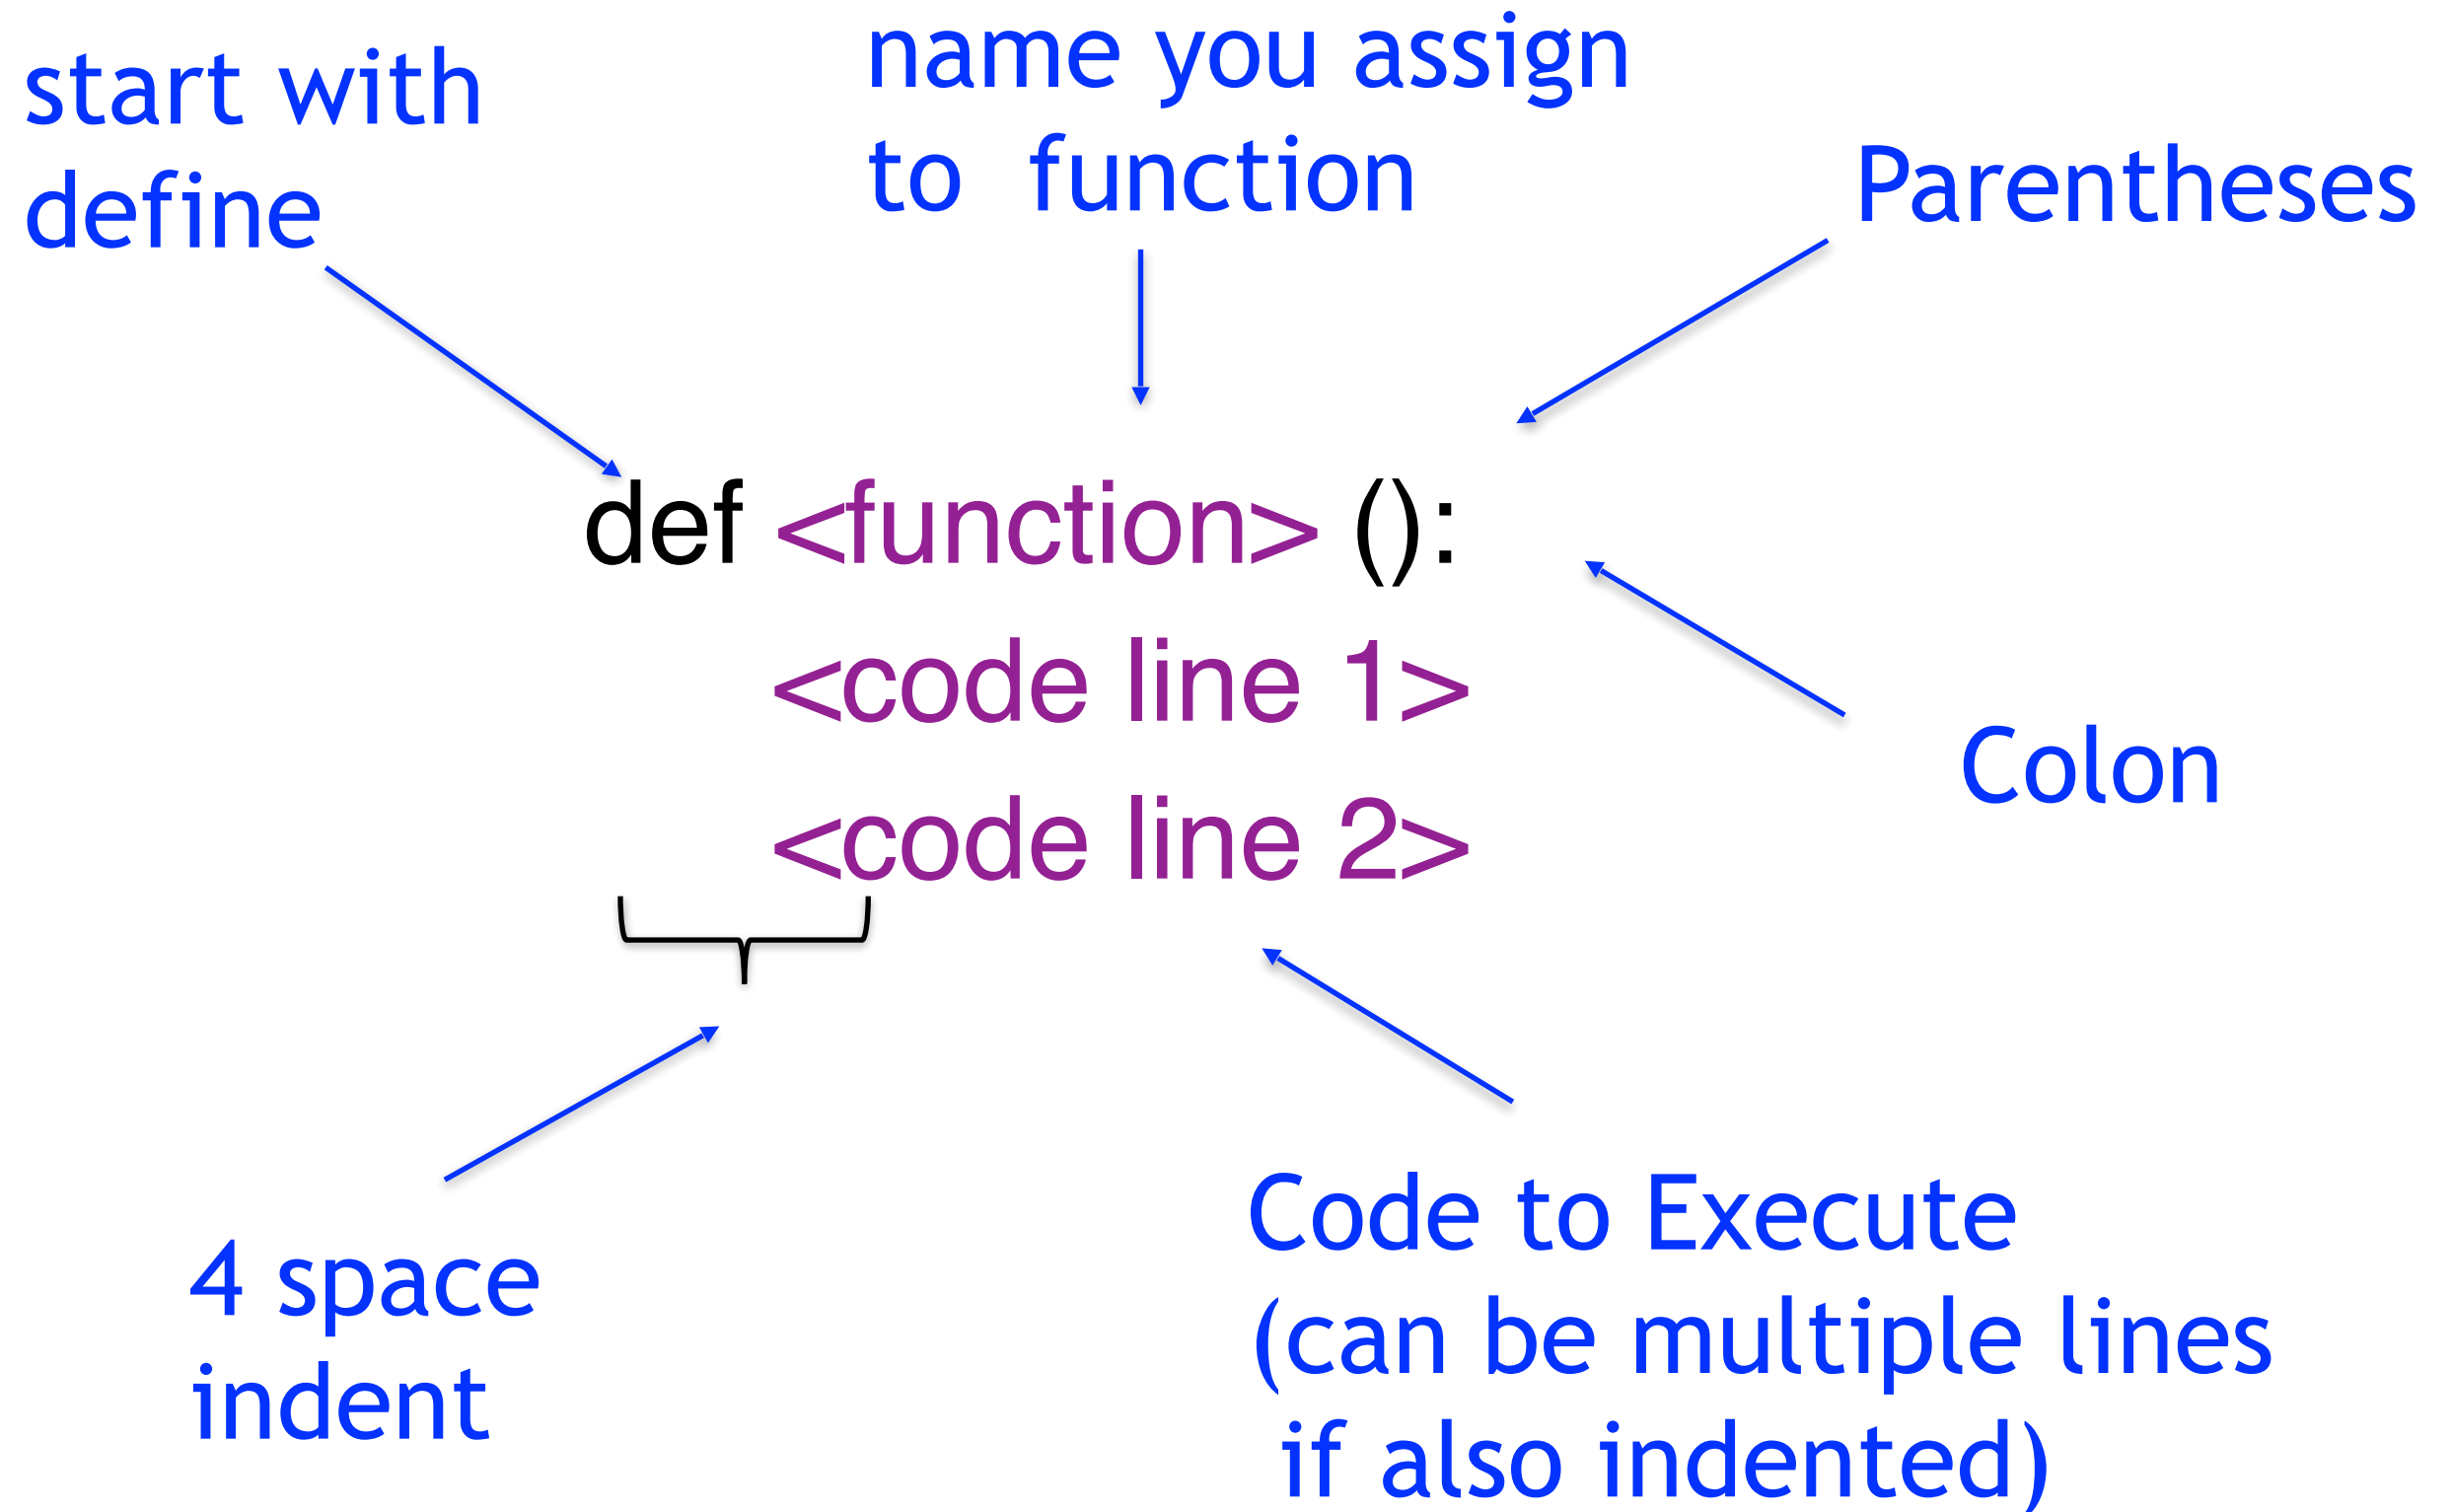 start with
define
name you assign
to function
Parentheses
def <function> ():
<code line 1>
<code line 2>
Colon
4 space
indent
Code to Execute
(can be multiple lines
if also indented)